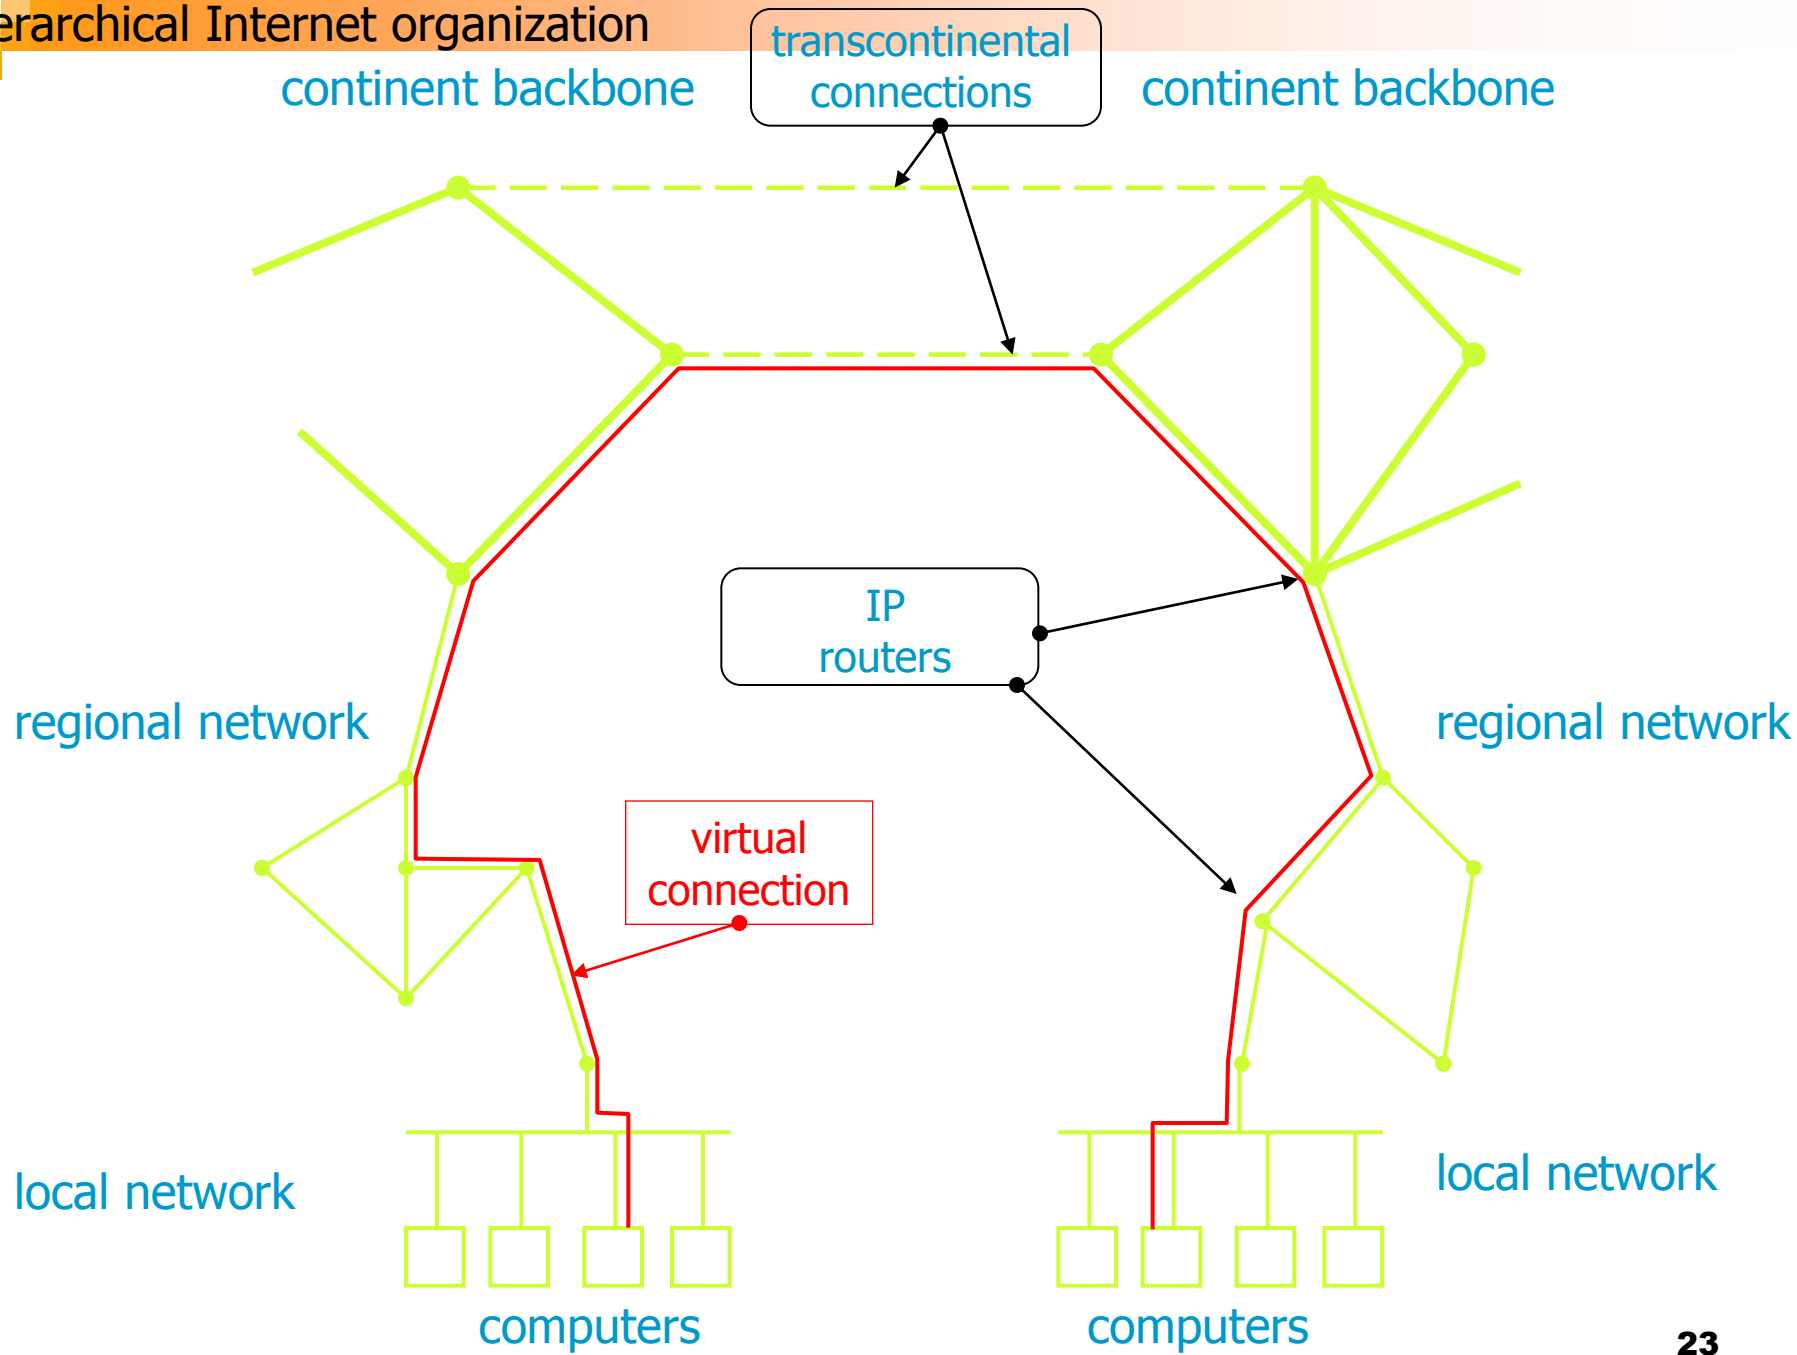 erarchical Internet organization
transcontinental
connections
continent backbone
continent backbone
IP
routers
regional network
regional network
virtual
connection
local network
local network
computers
computers
23